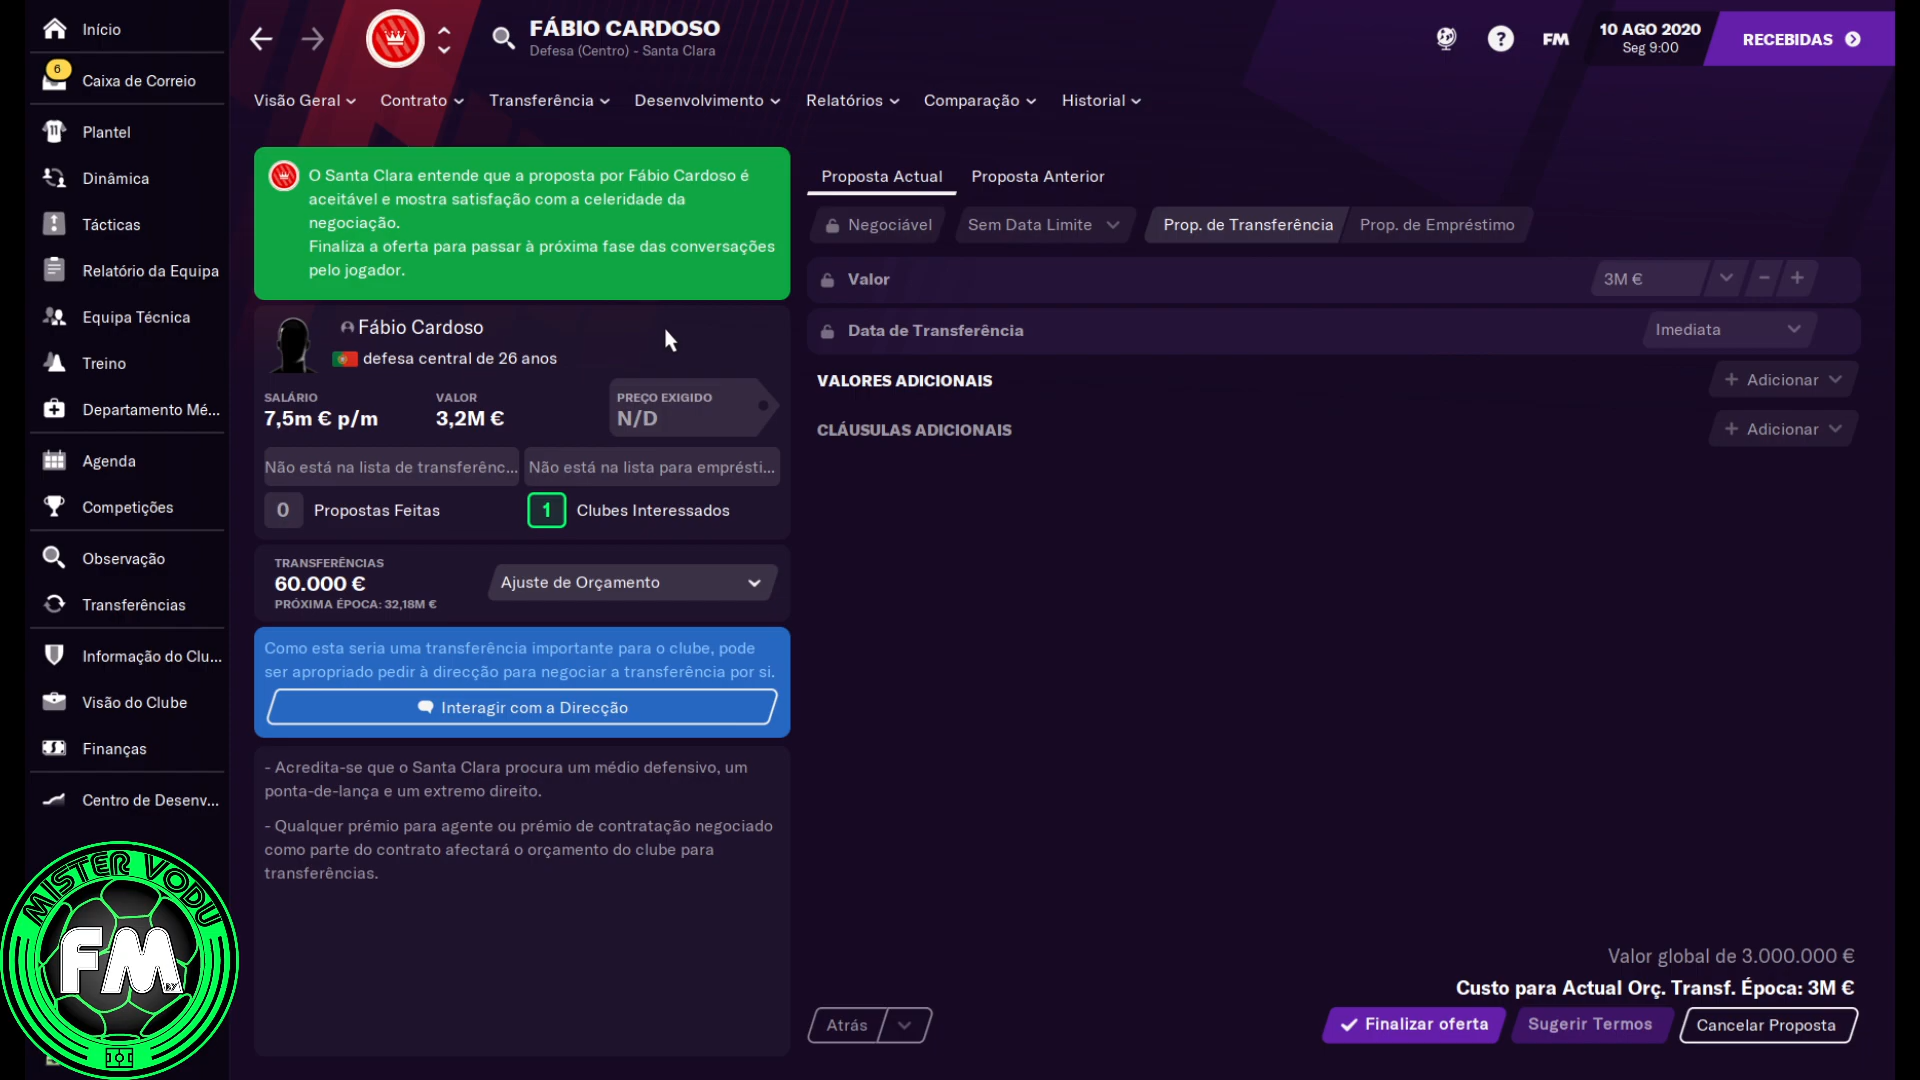 Início
6
Caixa de Correio
Plantel
Dinâmica
Tácticas
Relatório da Equipa
Equipa Técnica
Treino
Departamento Mé...
Agenda
Competições
Observação
Transferências
Informação do Clu...
Visão do Clube
Finanças
Centro de Desenv...
MISTER VODU
FM
BY
FÁBIO CARDOSO
Defesa (Centro) - Santa Clara
?
FM
10 AGO 2020
Seg 9:00
RECEBIDAS
Visão Geral
Contrato
Transferência
Desenvolvimento
Relatórios
Comparação
Historial
O Santa Clara entende que a proposta por Fábio Cardoso é
aceitável e mostra satisfação com a celeridade da
negociação.
Finaliza a oferta para passar à próxima fase das conversações
pelo jogador.
Fábio Cardoso
defesa central de 26 anos
SALÁRIO
7,5m € p/m
VALOR
3,2M €
PREÇO EXIGIDO
N/D
Não está na lista de transferênc...
Não está na lista para emprésti...
0 Propostas Feitas
1 Clubes Interessados
TRANSFERÊNCIAS
60.000 €
PRÓXIMA ÉPOCA: 32,18M €
Ajuste de Orçamento
Como esta seria uma transferência importante para o clube, pode
ser apropriado pedir à direcção para negociar a transferência por si.
Interagir com a Direcção
- Acredita-se que o Santa Clara procura um médio defensivo, um
ponta-de-lança e um extremo direito.
- Qualquer prémio para agente ou prémio de contratação negociado
como parte do contrato afectará o orçamento do clube para
transferências.
Proposta Actual
Proposta Anterior
Negociável
Sem Data Limite
Prop. de Transferência
Prop. de Empréstimo
Valor
3M €
Data de Transferência
Imediata
VALORES ADICIONAIS
+ Adicionar
CLÁUSULAS ADICIONAIS
+ Adicionar
Valor global de 3.000.000 €
Custo para Actual Orç. Transf. Época: 3M €
Atrás
Finalizar oferta
Sugerir Termos
Cancelar Proposta